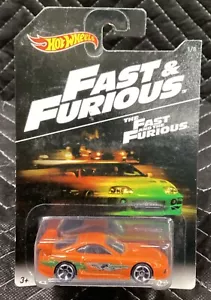 Hot Wheels
1/8
FAST &
FURIOUS
THE
FAST
AND THE
FURIOUS
3+